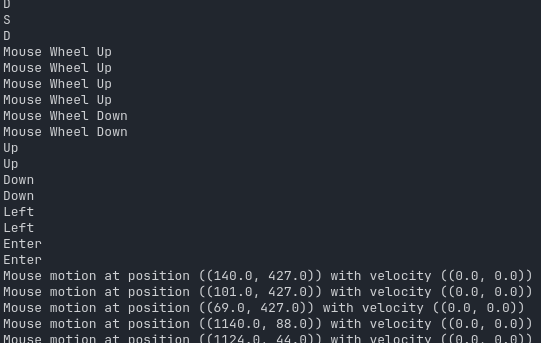 D
S
D
Mouse Wheel Up
Mouse Wheel Up
Mouse Wheel Up
Mouse Wheel Up
Mouse Wheel Down
Mouse Wheel Down
Up
Up
Down
Down
Left
Left
Enter
Enter
Mouse motion at position ((140.0, 427.0)) with velocity ((0.0, 0.0))
Mouse motion at position ((101.0, 427.0)) with velocity ((0.0, 0.0))
Mouse motion at position ((69.0, 427.0)) with velocity ((0.0, 0.0))
Mouse motion at position ((1140.0, 88.0)) with velocity ((0.0, 0.0))
Mouse motion at position ((1124.0, 44.0)) with velocity ((0.0, 0.0))